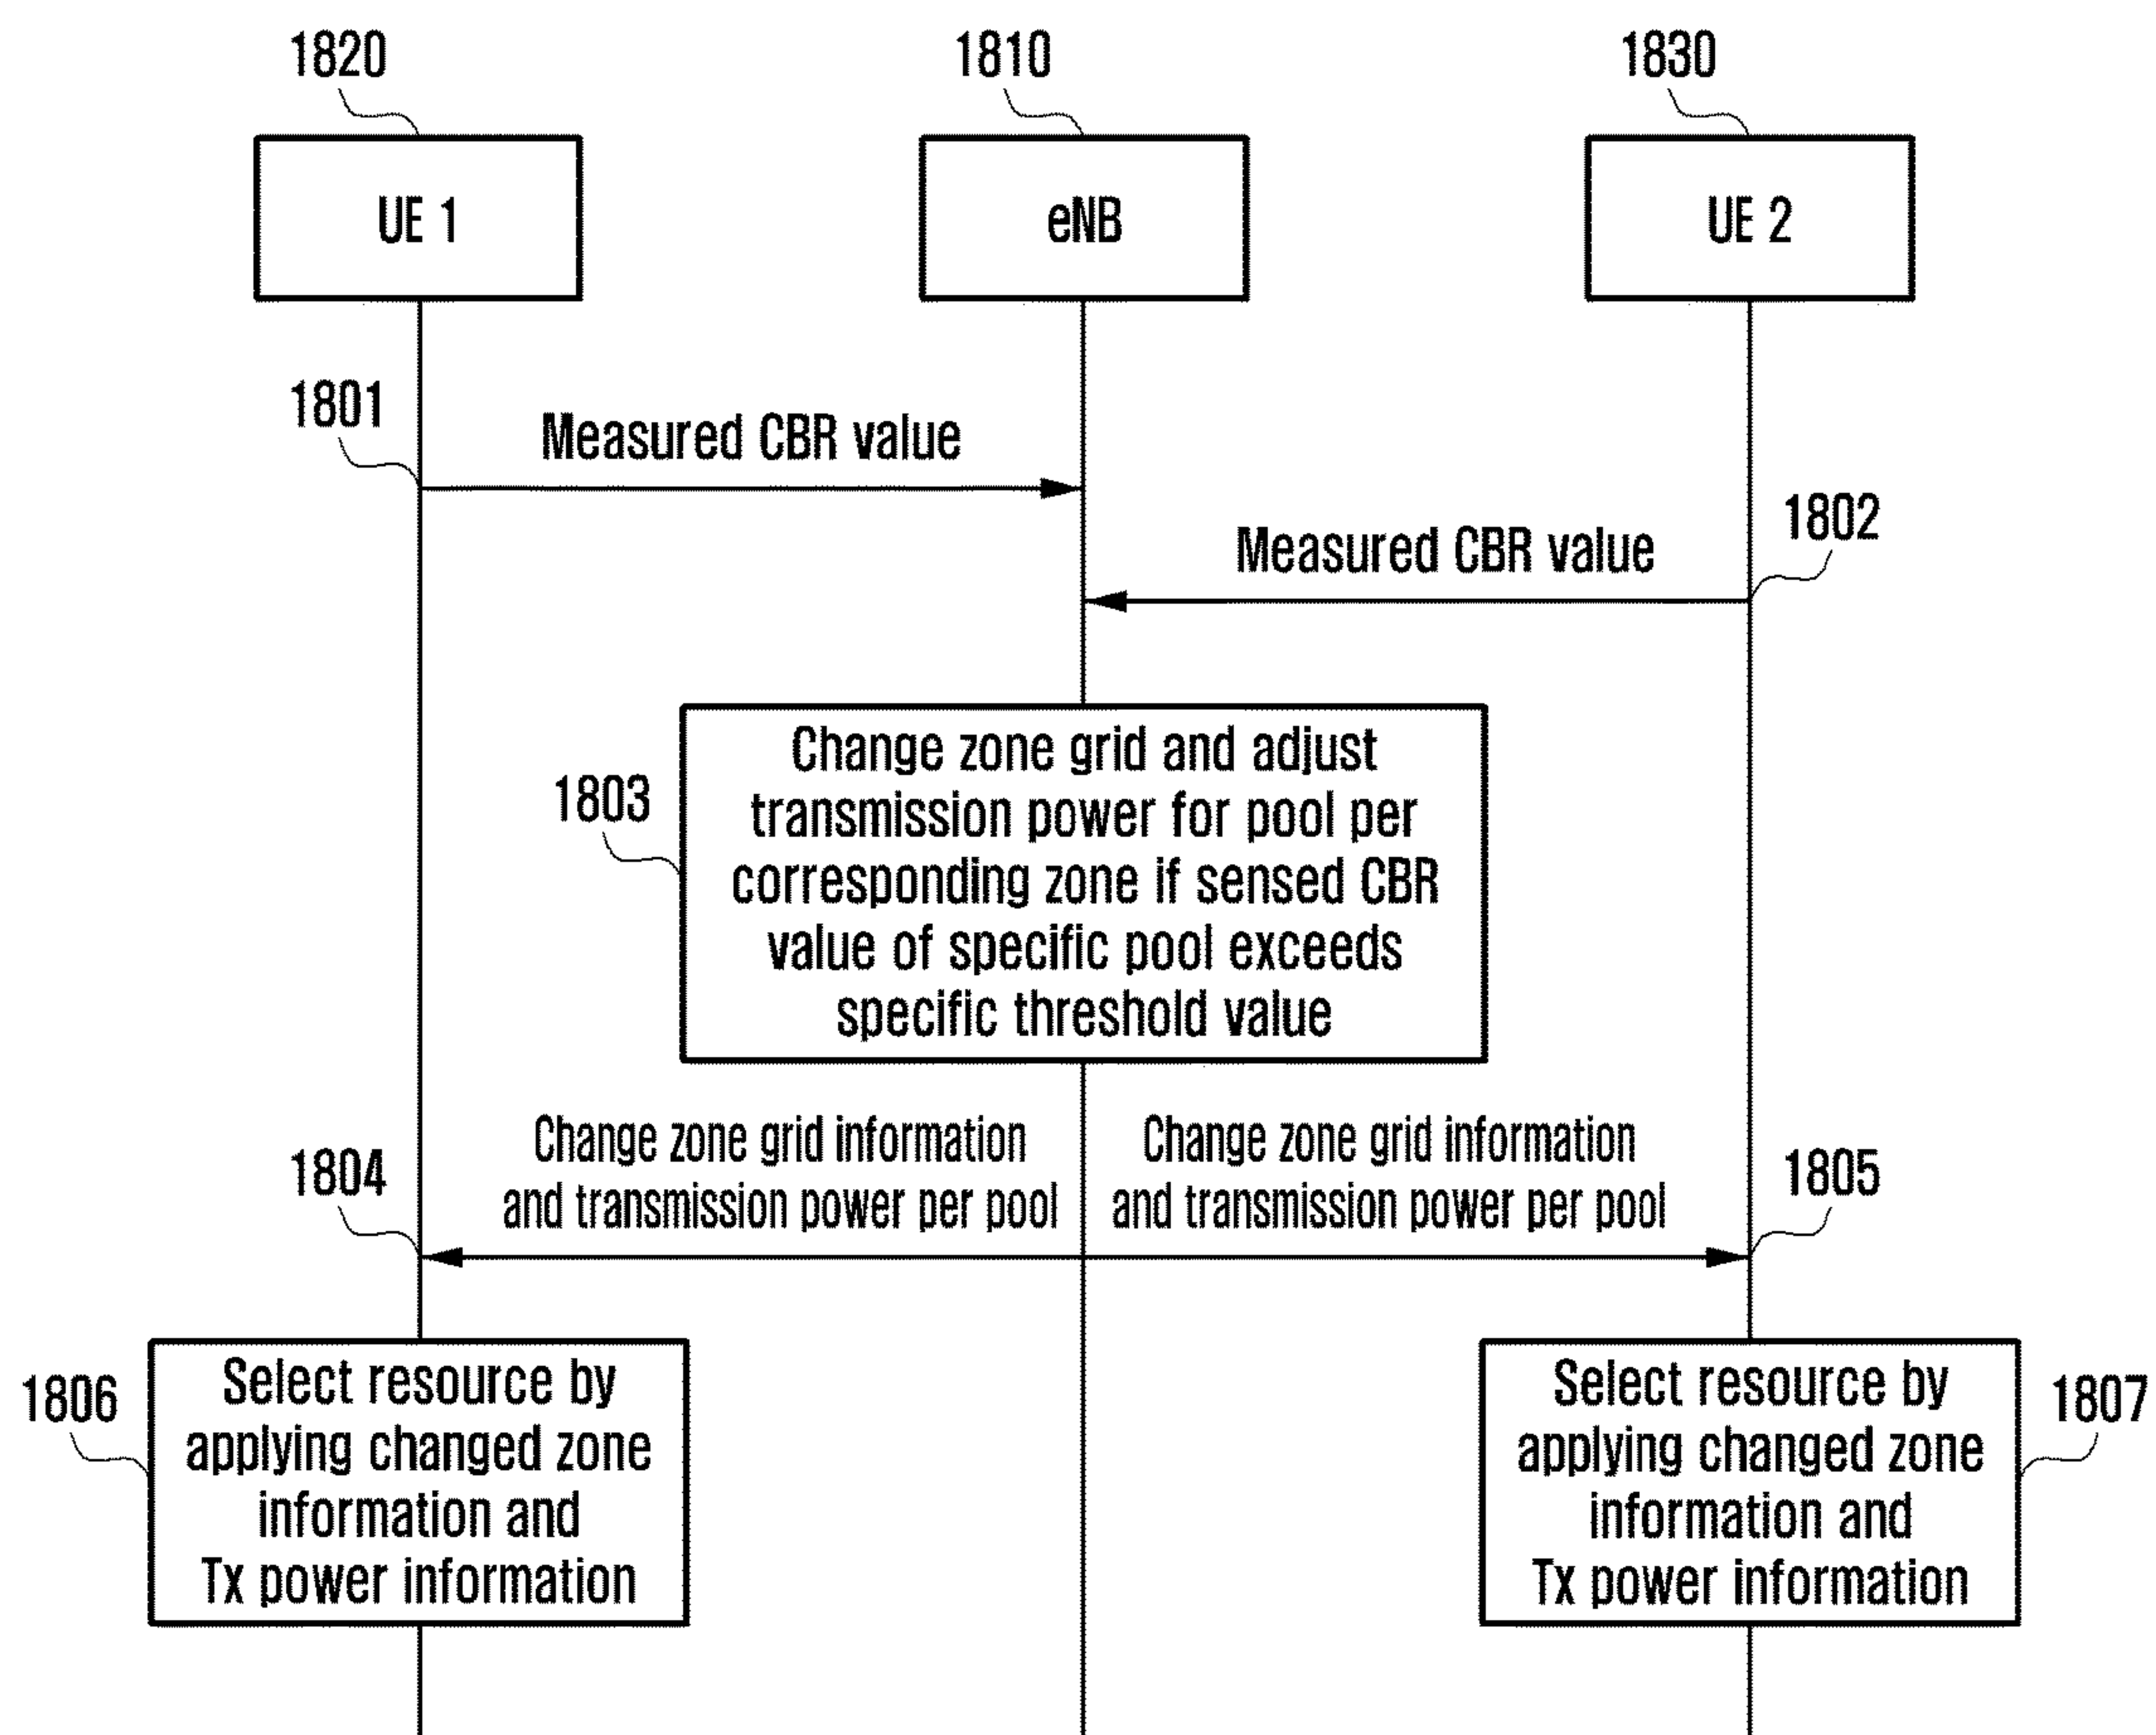 1820
1810
1830
UE 1
eNB
UE 2
1801
Measured CBR value
1802
Measured CBR value
1803
Change zone grid and adjust
transmission power for pool per
corresponding zone if sensed CBR
value of specific pool exceeds
specific threshold value
1804
Change zone grid information
and transmission power per pool
Change zone grid information
and transmission power per pool
1805
1806
Select resource by
applying changed zone
information and
Tx power information
Select resource by
applying changed zone
information and
Tx power information
1807